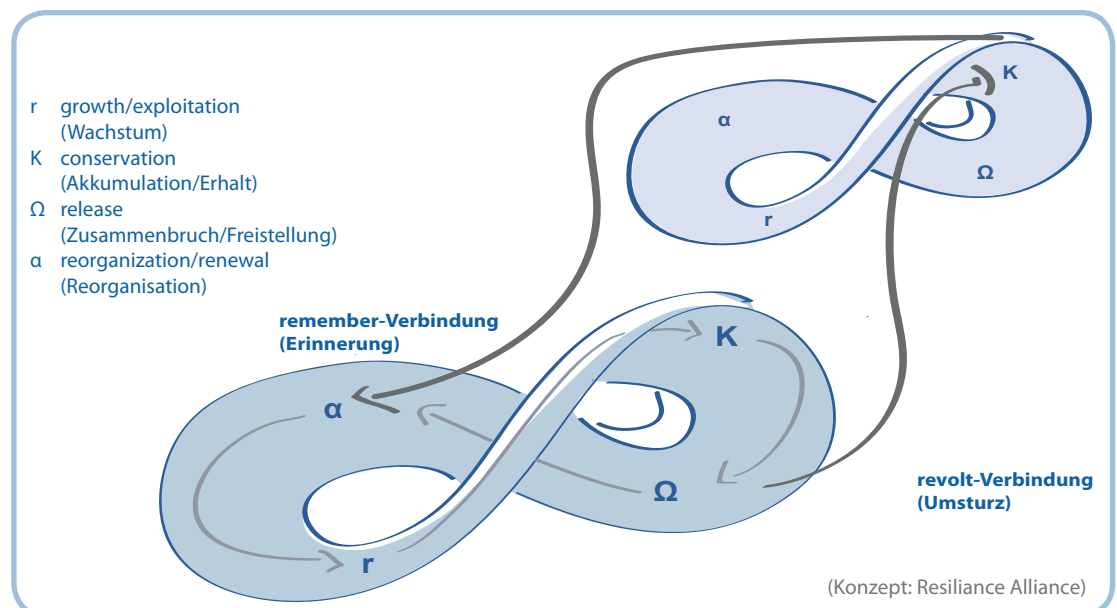 r growth/exploitation
(Wachstum)
K conservation
(Akkumulation/Erhalt)
Ω release
(Zusammenbruch/Freistellung)
α reorganization/renewal
(Reorganisation)
K
α
Ω
r
remember-Verbindung
(Erinnerung)
K
α
Ω
r
revolt-Verbindung
(Umsturz)
(Konzept: Resiliance Alliance)